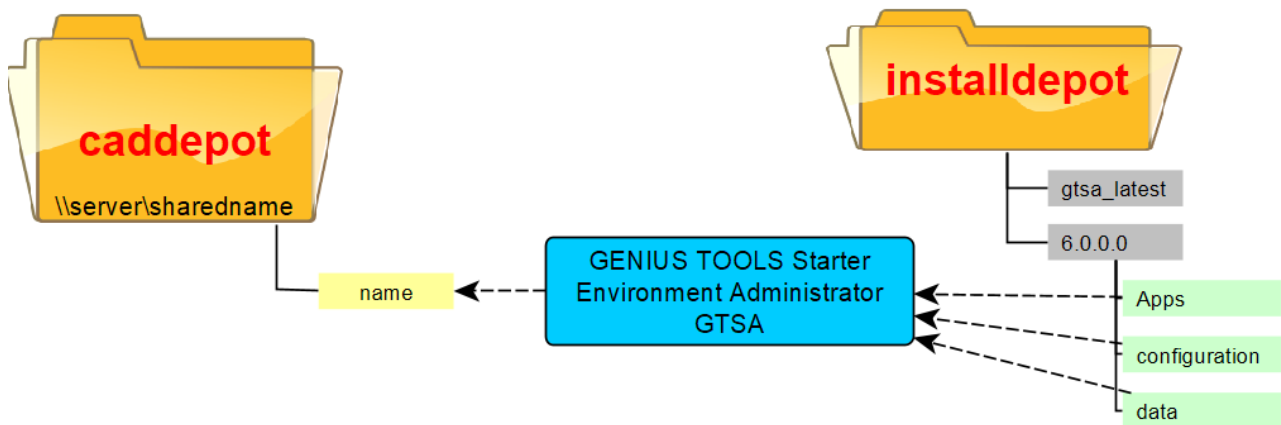 caddepot
\\server\sharedname
name
GENIUS TOOLS Starter
Environment Administrator
GTSA
installdepot
gtsa_latest
6.0.0.0
Apps
configuration
data